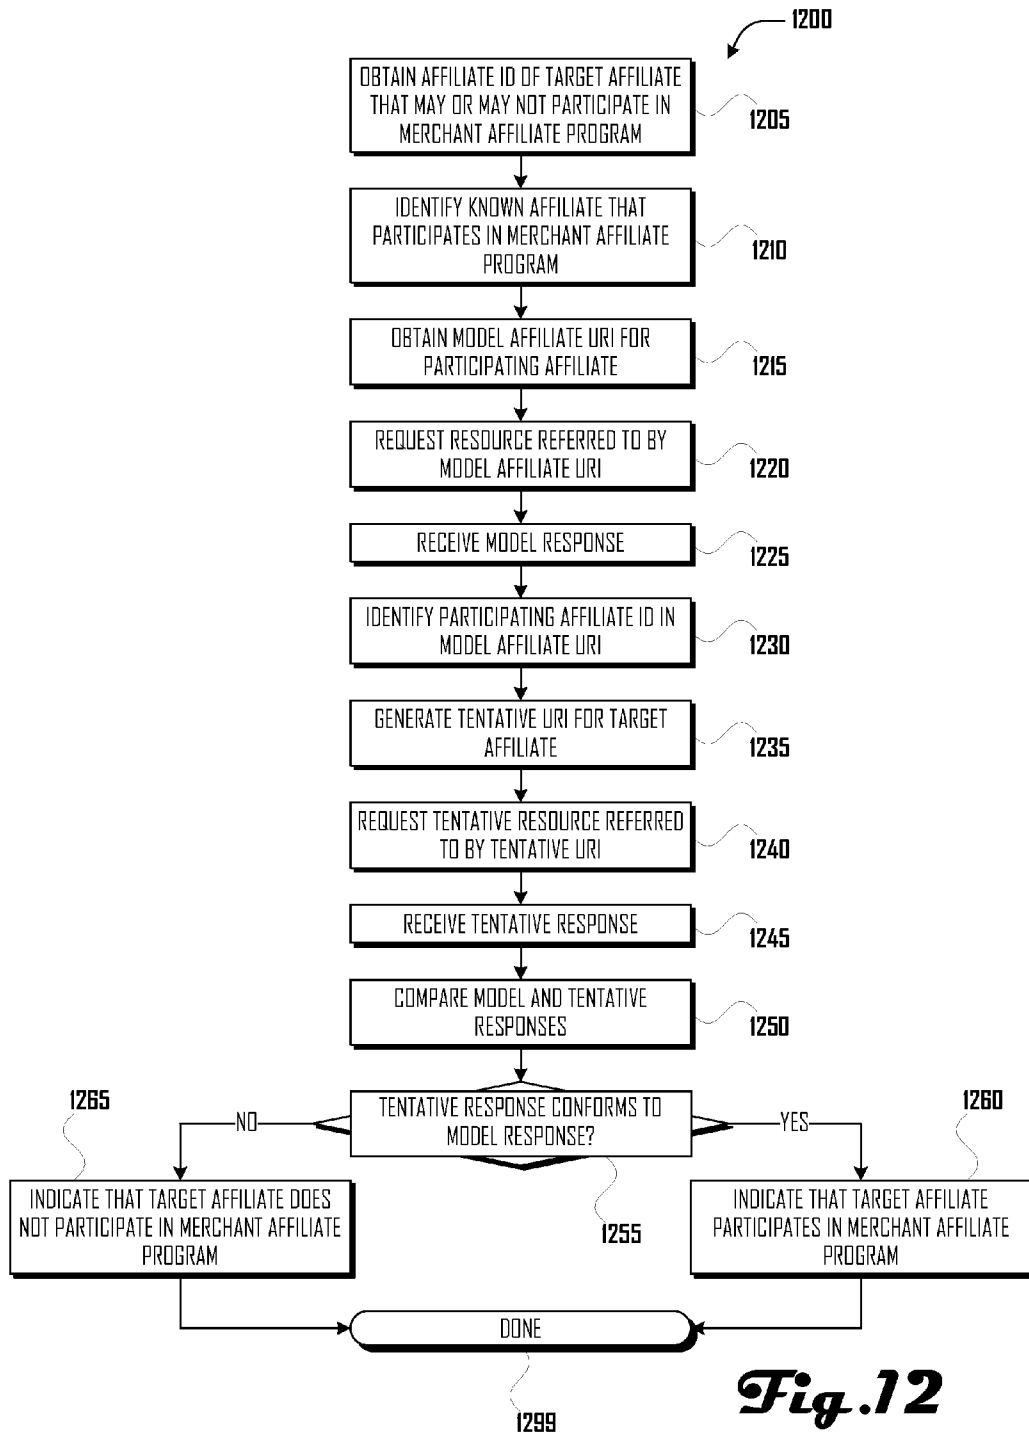 1200
OBTAIN AFFILIATE ID OF TARGET AFFILIATE
THAT MAY OR MAY NOT PARTICIPATE IN
MERCHANT AFFILIATE PROGRAM
1205
IDENTIFY KNOWN AFFILIATE THAT
PARTICIPATES IN MERCHANT AFFILIATE
PROGRAM
1210
OBTAIN MODEL AFFILIATE URI FOR
PARTICIPATING AFFILIATE
1215
REQUEST RESOURCE REFERRED TO BY
MODEL AFFILIATE URI
1220
RECEIVE MODEL RESPONSE
1225
IDENTIFY PARTICIPATING AFFILIATE ID IN
MODEL AFFILIATE URI
1230
GENERATE TENTATIVE URI FOR TARGET
AFFILIATE
1235
REQUEST TENTATIVE RESOURCE REFERRED
TO BY TENTATIVE URI
1240
RECEIVE TENTATIVE RESPONSE
1245
COMPARE MODEL AND TENTATIVE
RESPONSES
1250
TENTATIVE RESPONSE CONFORMS TO
MODEL RESPONSE?
1255
NO
YES
1265
INDICATE THAT TARGET AFFILIATE DOES
NOT PARTICIPATE IN MERCHANT AFFILIATE
PROGRAM
1260
INDICATE THAT TARGET AFFILIATE
PARTICIPATES IN MERCHANT AFFILIATE
PROGRAM
DONE
1299
Fig.12